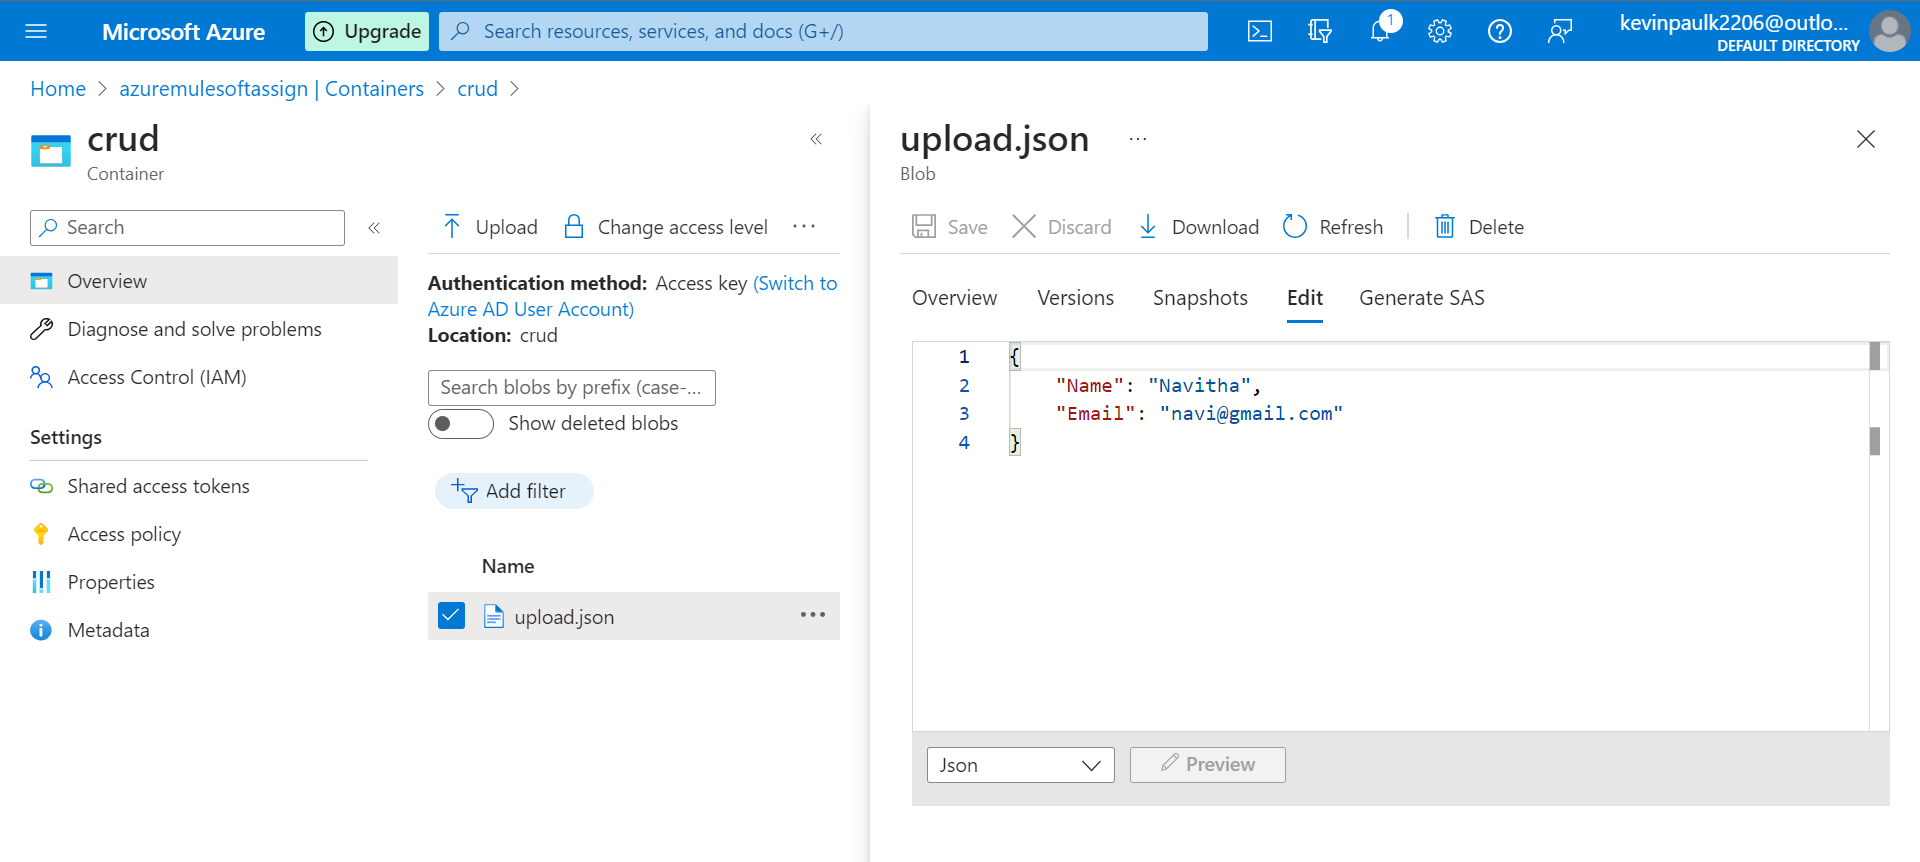 Microsoft Azure
Upgrade
Search resources, services, and docs (G+/)
1
kevinpaulk2206@outlo...
DEFAULT DIRECTORY
Home > azuremulesoftassign | Containers > crud >
crud
Container
Search
Overview
Diagnose and solve problems
Access Control (IAM)
Settings
Shared access tokens
Access policy
Properties
Metadata
Upload
Change access level
Authentication method: Access key (Switch to
Azure AD User Account)
Location: crud
Search blobs by prefix (case-...
Show deleted blobs
Add filter
Name
upload.json
upload.json
Blob
Save
Discard
Download
Refresh
Delete
Overview
Versions
Snapshots
Edit
Generate SAS
1 {
2 "Name": "Navitha",
3 "Email": "navi@gmail.com"
4 }
Json
Preview